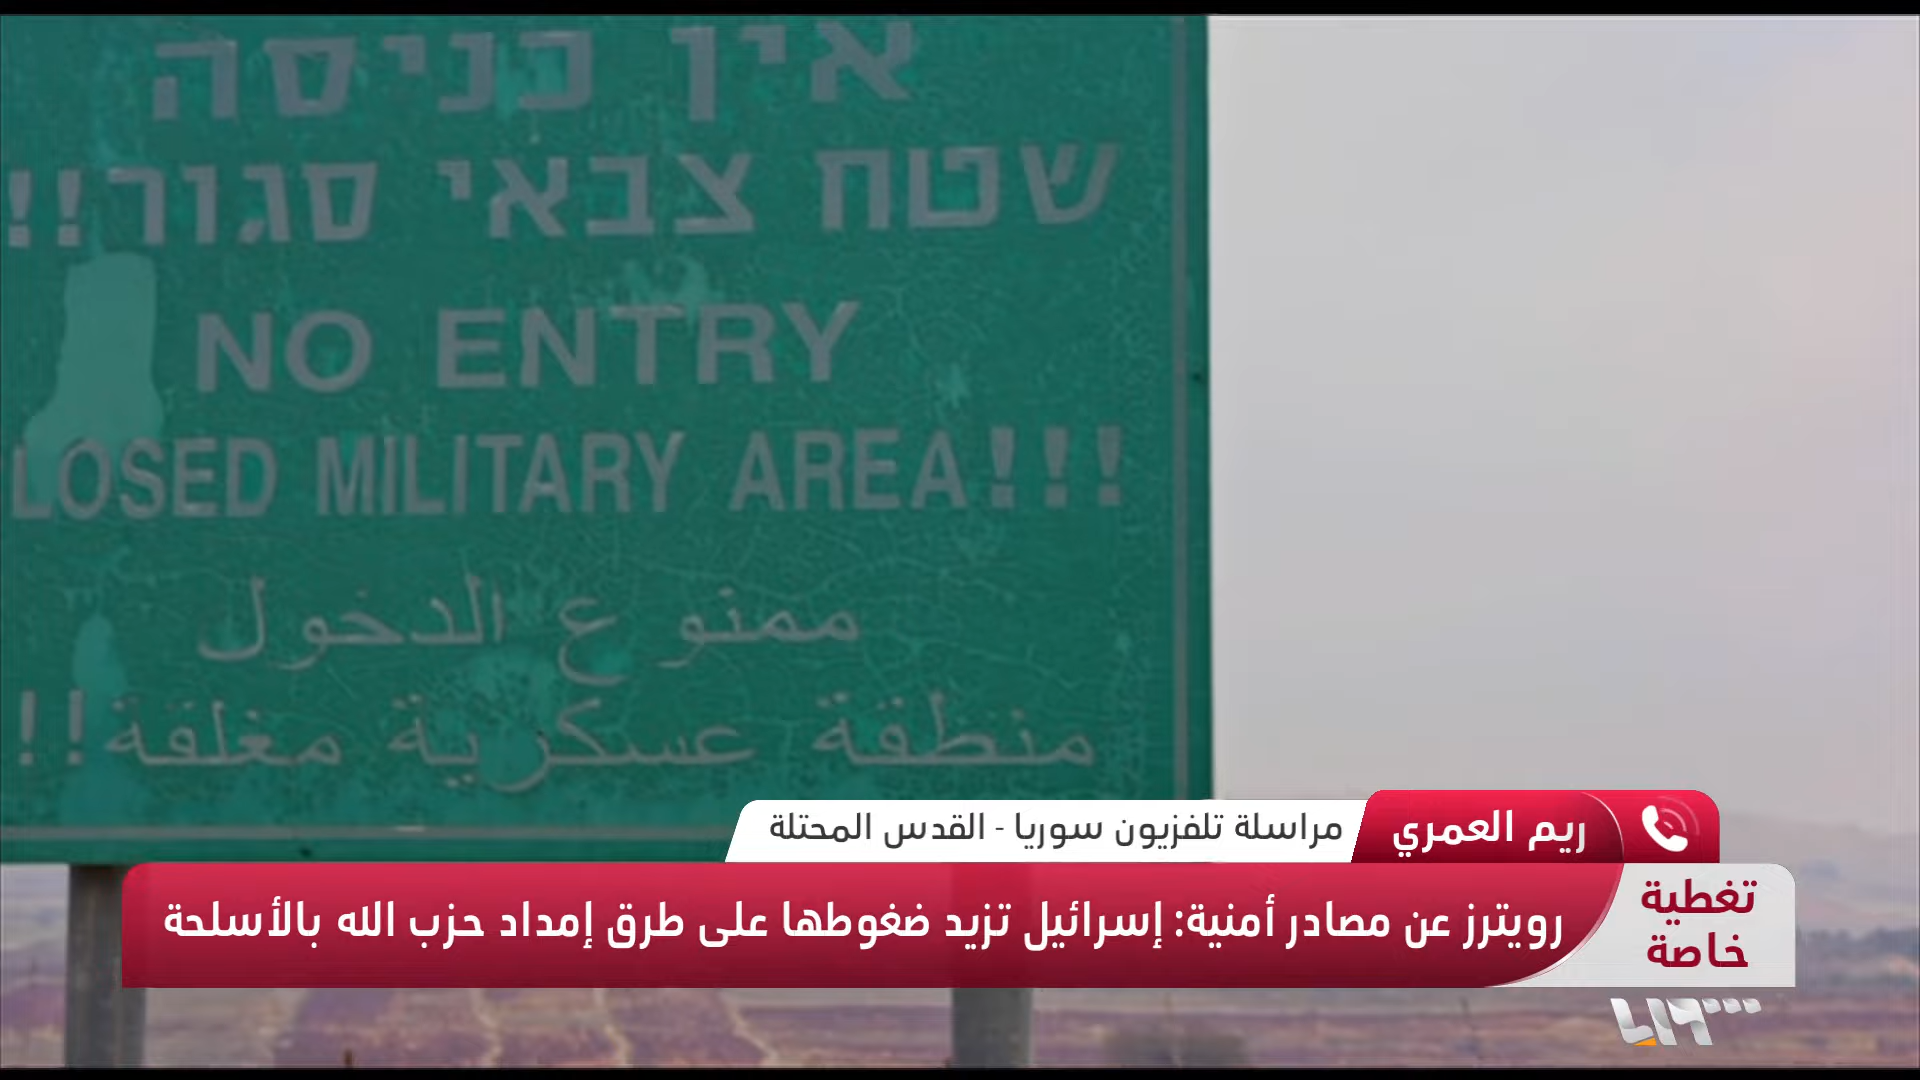 אין כניסה
שטח צבאי סגור!!
NO ENTRY
LOSED MILITARY AREA!!!
ممنوع الدخول
منطقة عسكرية مغلقة!!
ريم العمري
مراسلة تلفزيون سوريا - القدس المحتلة
تغطية خاصة
رويترز عن مصادر أمنية: إسرائيل تزيد ضغوطها على طرق إمداد حزب الله بالأسلحة
سوريا